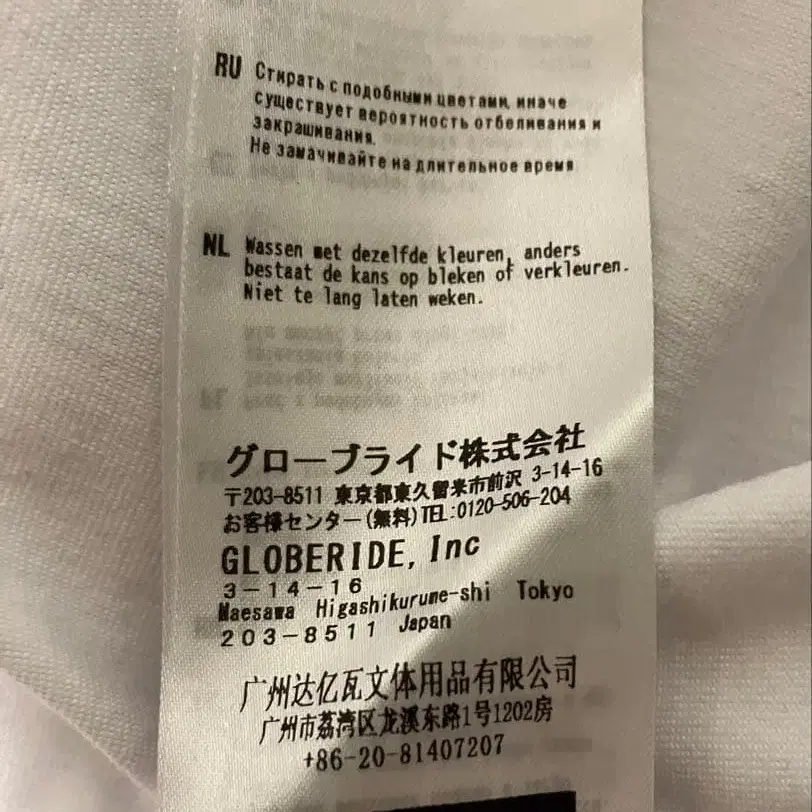 RU Стирать с подобными цветами, иначе
существует вероятность отбеливания и
закрашивания.
Не замачивайте на длительное время.
NL Wassen met dezelfde kleuren, anders
bestaat de kans op bleken of verkleuren.
Niet te lang laten weken.
グローブライド株式会社
〒203-8511 東京都東久留米市前沢 3-14-16
お客様センター(無料)TEL:0120-506-204
GLOBERIDE, Inc
3-14-16
Maesawa Higashikurume-shi Tokyo
203-8511 Japan
广州达亿瓦文体用品有限公司
广州市荔湾区龙溪东路1号1202房
+86-20-81407207